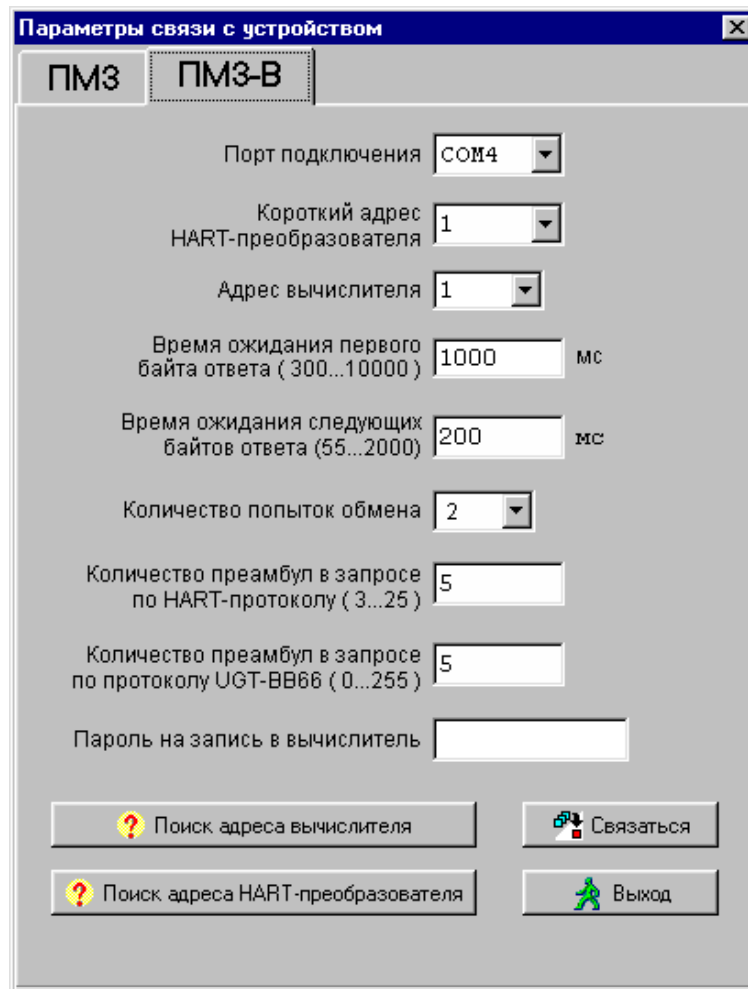 Параметры связи с устройством
ПМЗ ПМЗ-В
Порт подключения COM4
Короткий адрес
HART-преобразователя 1
Адрес вычислителя 1
Время ожидания первого
байта ответа ( 300...10000 ) 1000 мс
Время ожидания следующих
байтов ответа (55...2000) 200 мс
Количество попыток обмена 2
Количество преамбул в запросе
по HART-протоколу ( 3...25 ) 5
Количество преамбул в запросе
по протоколу UGT-BB66 ( 0...255 ) 5
Пароль на запись в вычислитель
? Поиск адреса вычислителя Связаться
? Поиск адреса HART-преобразователя Выход